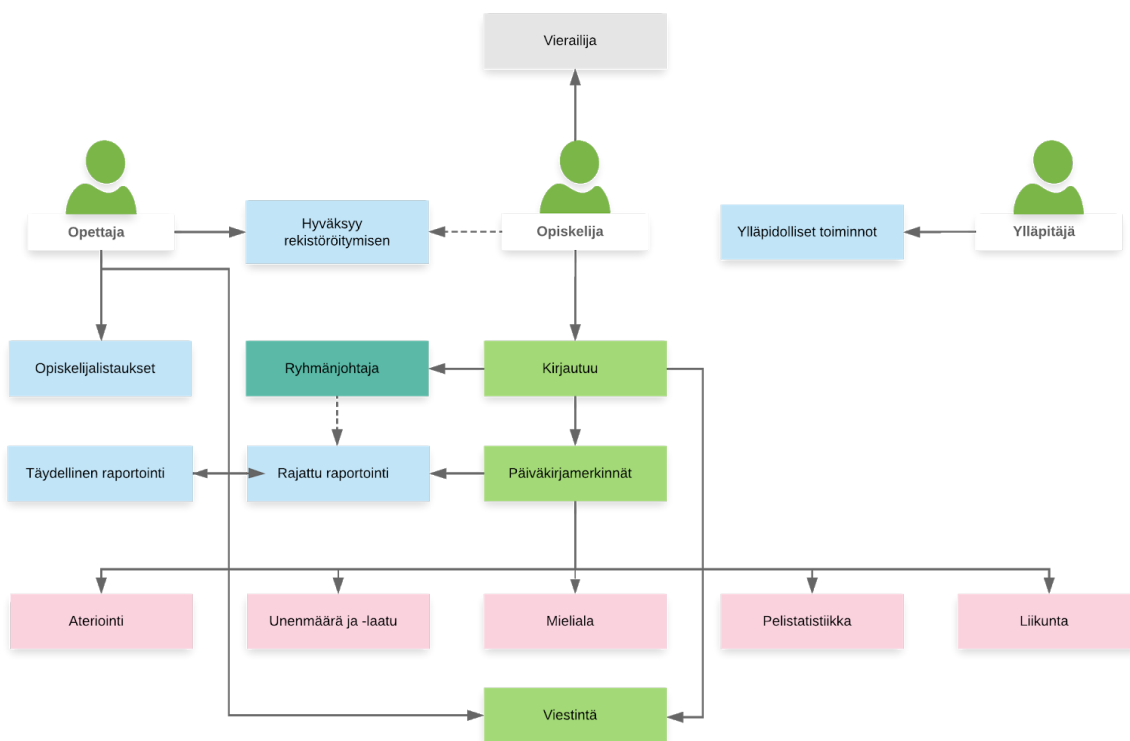 Vierailija
Opettaja
Hyväksyy
rekistöröitymisen
Opiskelija
Ylläpidolliset toiminnot
Ylläpitäjä
Opiskelijalistaukset
Ryhmänjohtaja
Kirjautuu
Täydellinen raportointi
Rajattu raportointi
Päiväkirjamerkinnät
Ateriointi
Unenmäärä ja -laatu
Mieliala
Pelistatistiikka
Liikunta
Viestintä